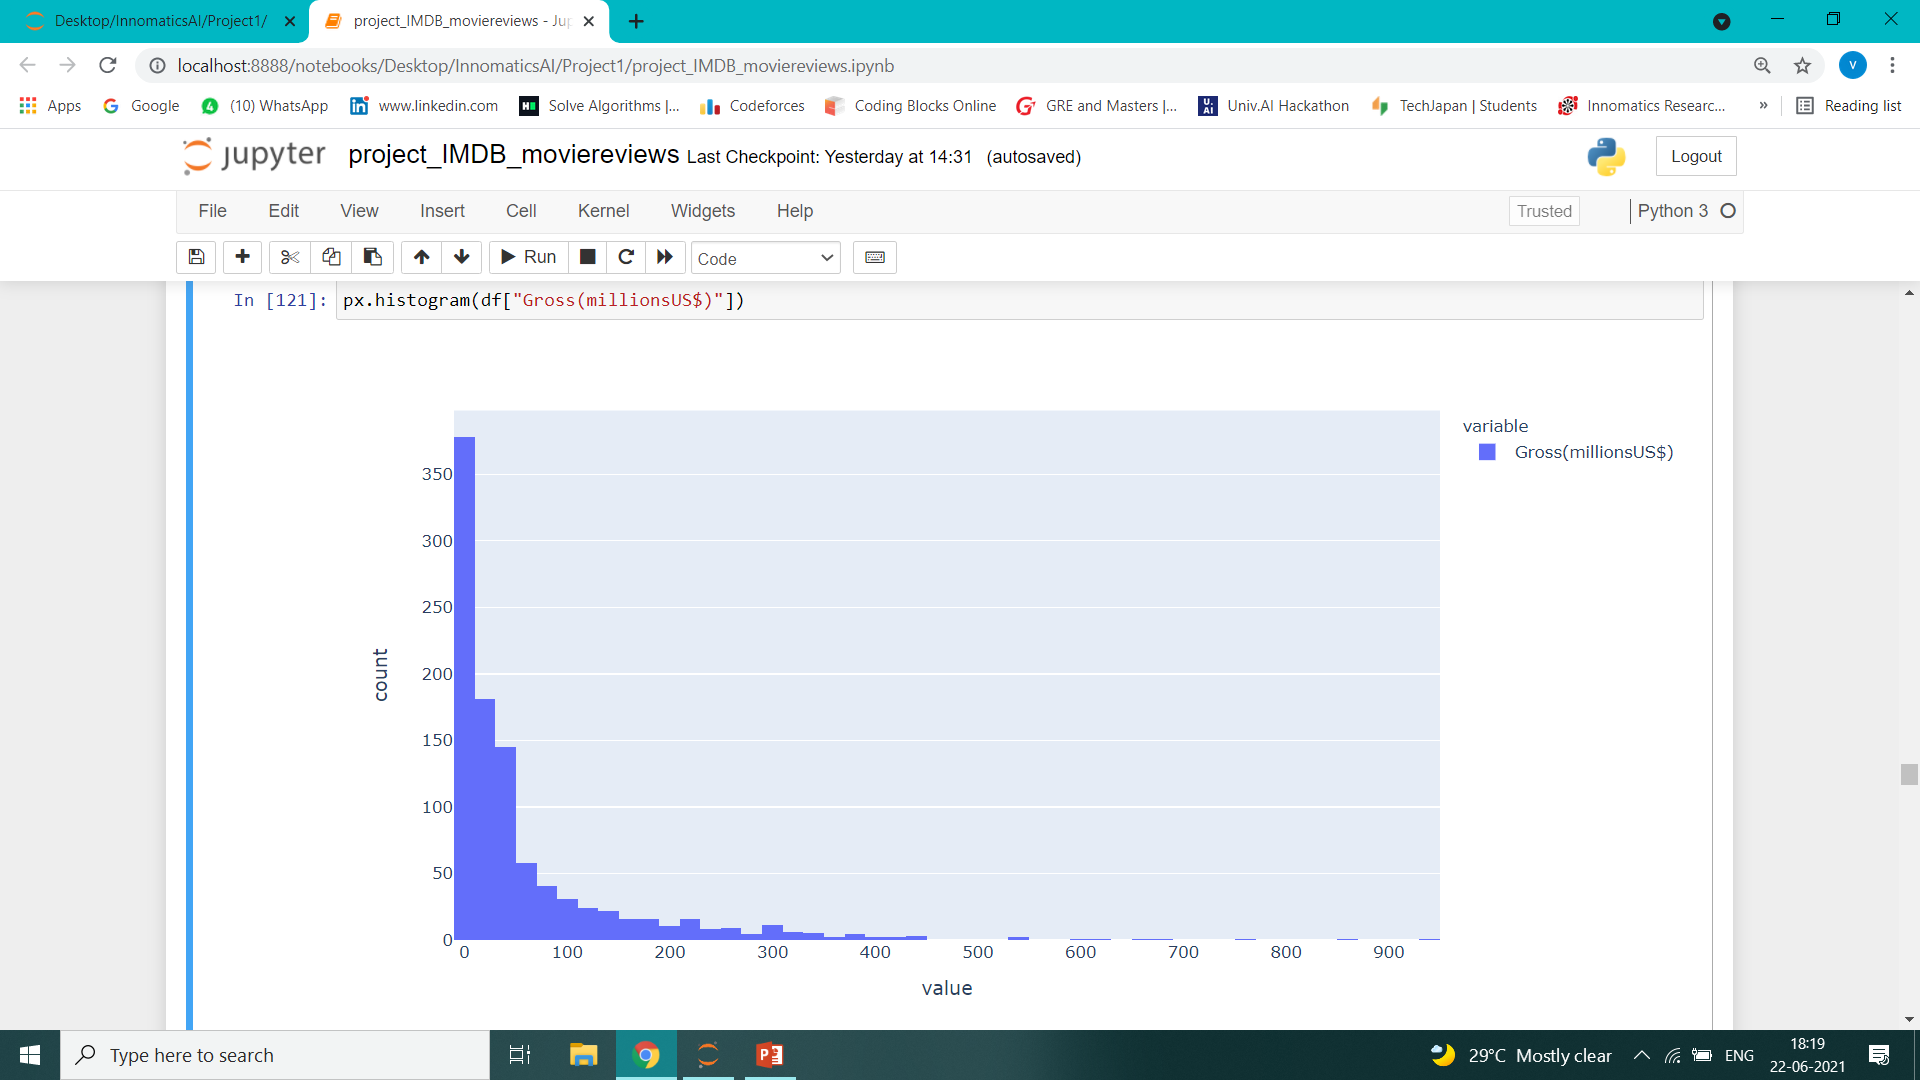 Desktop/InnomaticsAI/Project1/
project_IMDB_moviereviews - Jup
localhost:8888/notebooks/Desktop/InnomaticsAI/Project1/project_IMDB_moviereviews.ipynb
V
Apps Google (10) WhatsApp www.linkedin.com Solve Algorithms |... Codeforces Coding Blocks Online GRE and Masters |... Univ.AI Hackathon TechJapan | Students Innomatics Researc... » Reading list
jupyter project_IMDB_moviereviews Last Checkpoint: Yesterday at 14:31 (autosaved)
Logout
File Edit View Insert Cell Kernel Widgets Help
Trusted Python 3
Run Code
In [121]: px.histogram(df["Gross(millionsUS$)"])
variable
Gross(millionsUS$)
350
300
250
200
150
100
50
0
count
0 100 200 300 400 500 600 700 800 900
value
Type here to search
29°C Mostly clear ENG
18:19
22-06-2021